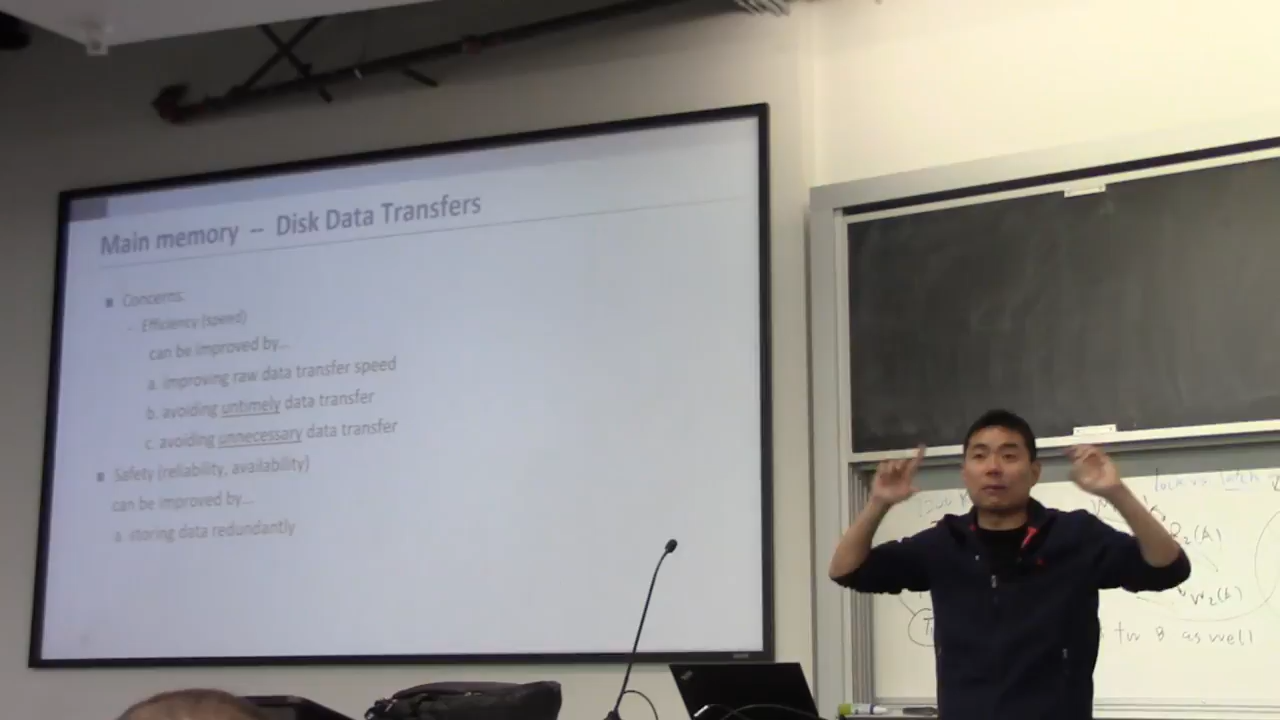 Main memory – Disk Data Transfers
Concerns:
– Efficiency (speed)
can be improved by...
a. improving raw data transfer speed
b. avoiding untimely data transfer
c. avoiding unnecessary data transfer
Safety (reliability, availability)
can be improved by...
a. storing data redundantly
lock vs latch
R₂(A)
W₂(A)
as well